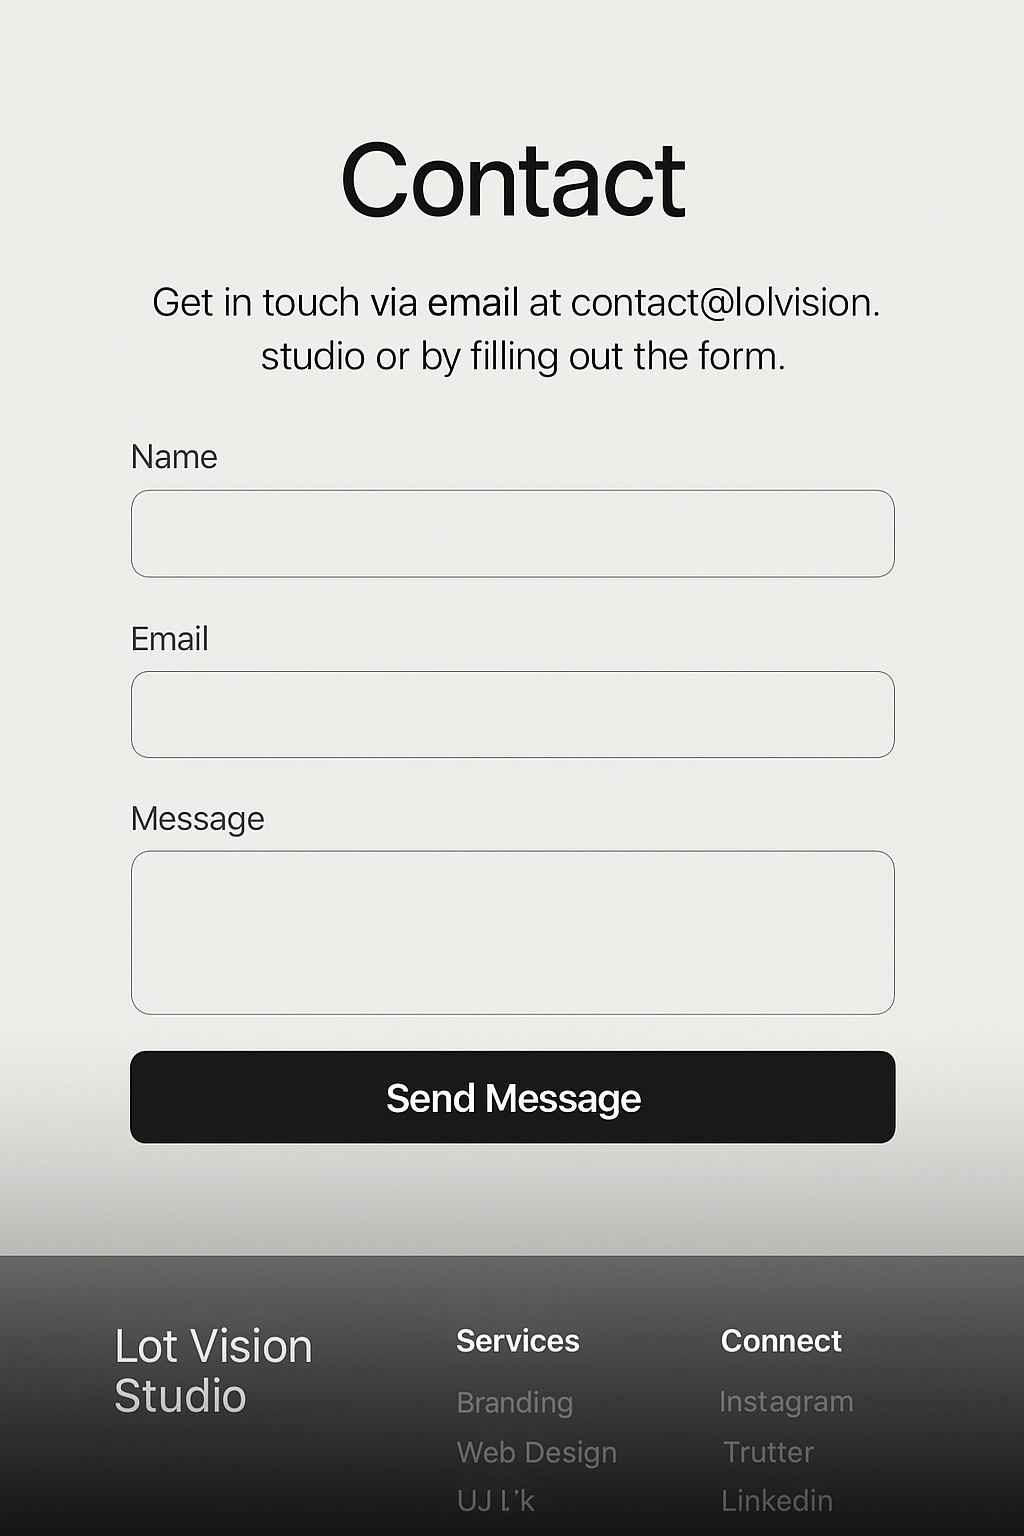 Contact
Get in touch via email at contact@lolvision.
studio or by filling out the form.
Name
Email
Message
Send Message
Lot Vision
Studio
Services
Branding
Web Design
UJ
Connect
Instagram
Trutter
Linkedin